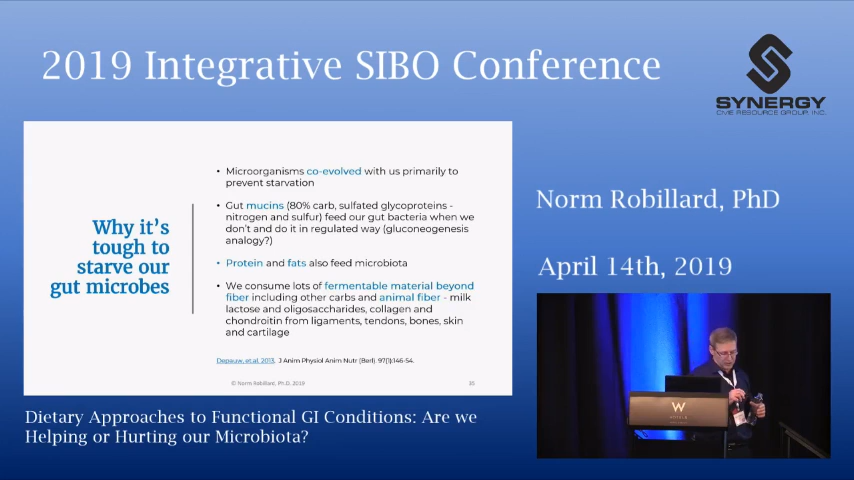 2019 Integrative SIBO Conference
SYNERGY
CME RESOURCE GROUP, INC.
Why it's
tough to
starve our
gut microbes
• Microorganisms co-evolved with us primarily to
prevent starvation
• Gut mucins (80% carb, sulfated glycoproteins -
nitrogen and sulfur) feed our gut bacteria when we
don't and do it in regulated way (gluconeogenesis
analogy?)
• Protein and fats also feed microbiota
• We consume lots of fermentable material beyond
fiber including other carbs and animal fiber - milk
lactose and oligosaccharides, collagen and
chondroitin from ligaments, tendons, bones, skin
and cartilage
Depauw, et.al. 2013. J Anim Physiol Anim Nutr (Berl). 97(1):146-54.
© Norm Robillard, Ph.D. 2019
Norm Robillard, PhD
April 14th, 2019
W
Dietary Approaches to Functional GI Conditions: Are we
Helping or Hurting our Microbiota?